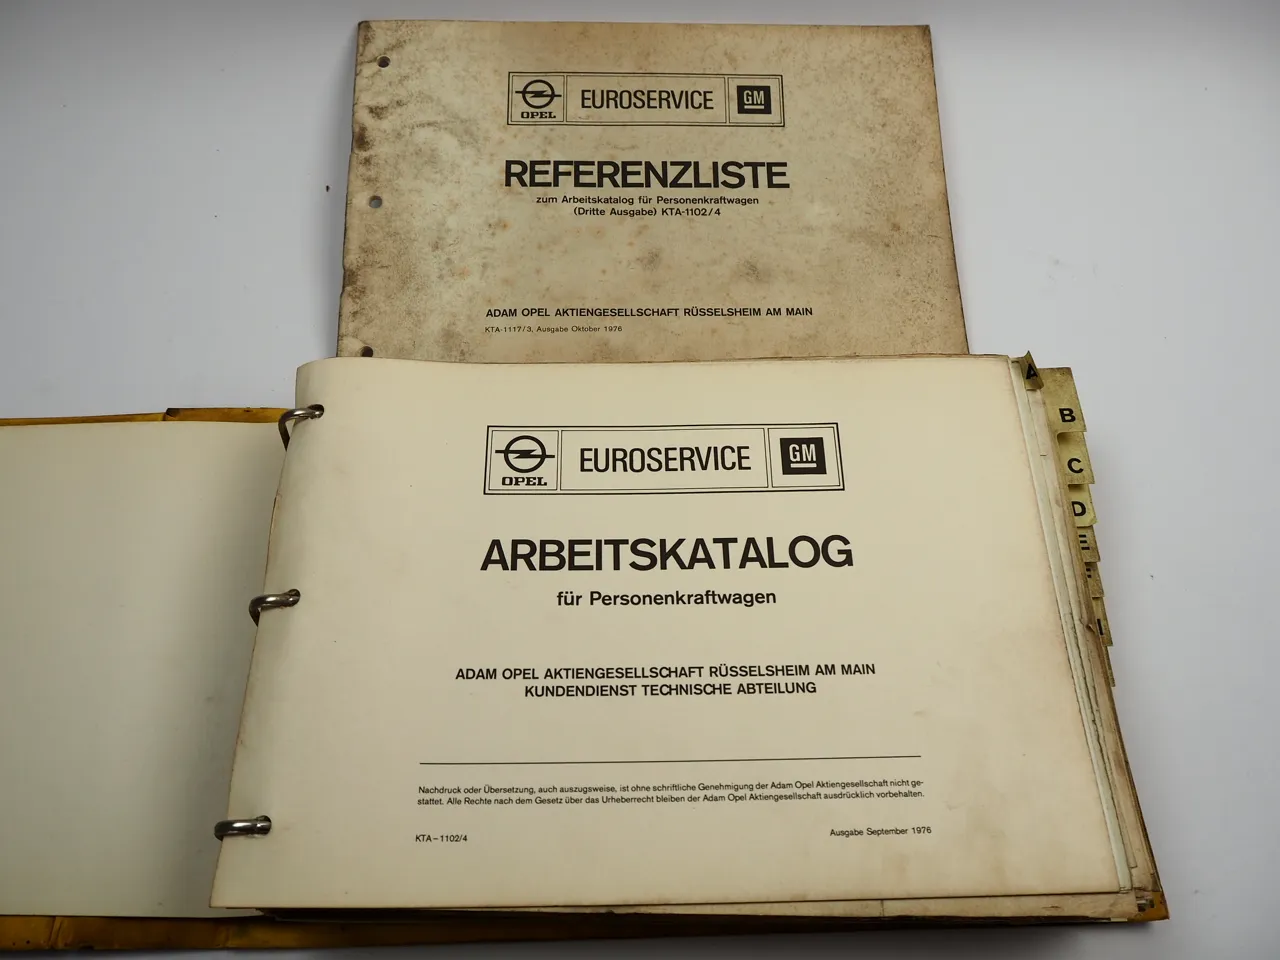 OPEL
EUROSERVICE
GM
REFERENZLISTE
zum Arbeitskatalog für Personenkraftwagen
(Dritte Ausgabe) KTA-1102/4
ADAM OPEL AKTIENGESELLSCHAFT RÜSSELSHEIM AM MAIN
KTA-1117/3, Ausgabe Oktober 1976
OPEL
EUROSERVICE
GM
ARBEITSKATALOG
für Personenkraftwagen
ADAM OPEL AKTIENGESELLSCHAFT RÜSSELSHEIM AM MAIN
KUNDENDIENST TECHNISCHE ABTEILUNG
Nachdruck oder Übersetzung, auch auszugsweise, ist ohne schriftliche Genehmigung der Adam Opel Aktiengesellschaft nicht ge-
stattet. Alle Rechte nach dem Gesetz über das Urheberrecht bleiben der Adam Opel Aktiengesellschaft ausdrücklich vorbehalten.
KTA-1102/4
Ausgabe September 1976
A
B
C
D
E